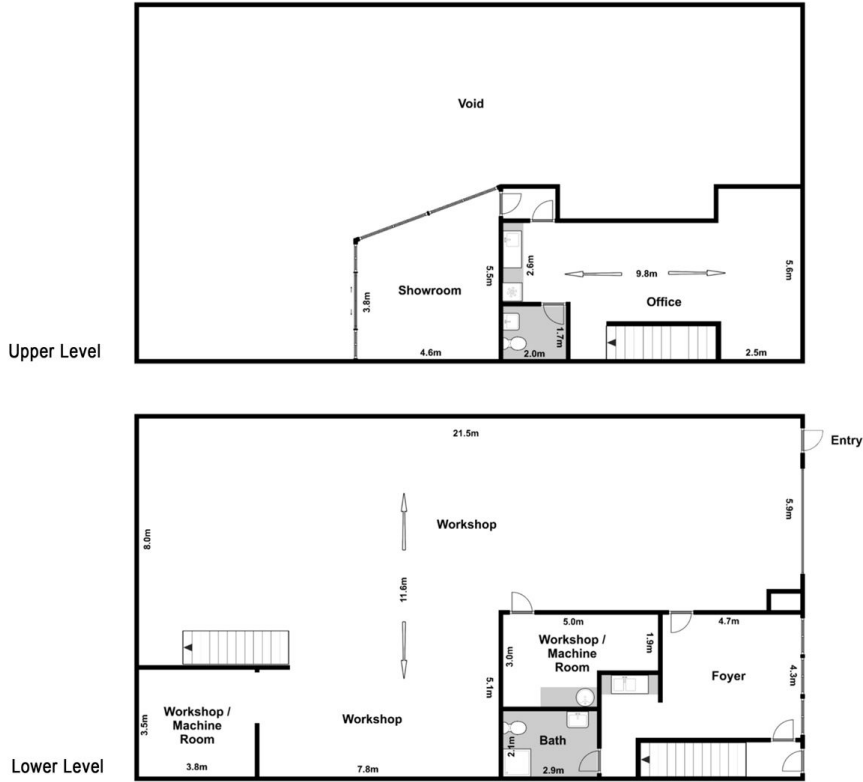 Void
5.5m
2.6m
9.8m
5.6m
Showroom
3.8m
Office
1.7m
Upper Level
4.6m
2.0m
2.5m
21.5m
Entry
5.9m
Workshop
8.0m
11.6m
5.0m
4.7m
Workshop /
Machine
Room
3.0m
1.9m
Foyer
4.3m
5.1m
Workshop /
Machine
Room
3.5m
Workshop
2.1m
Bath
Lower Level
3.8m
7.8m
2.9m